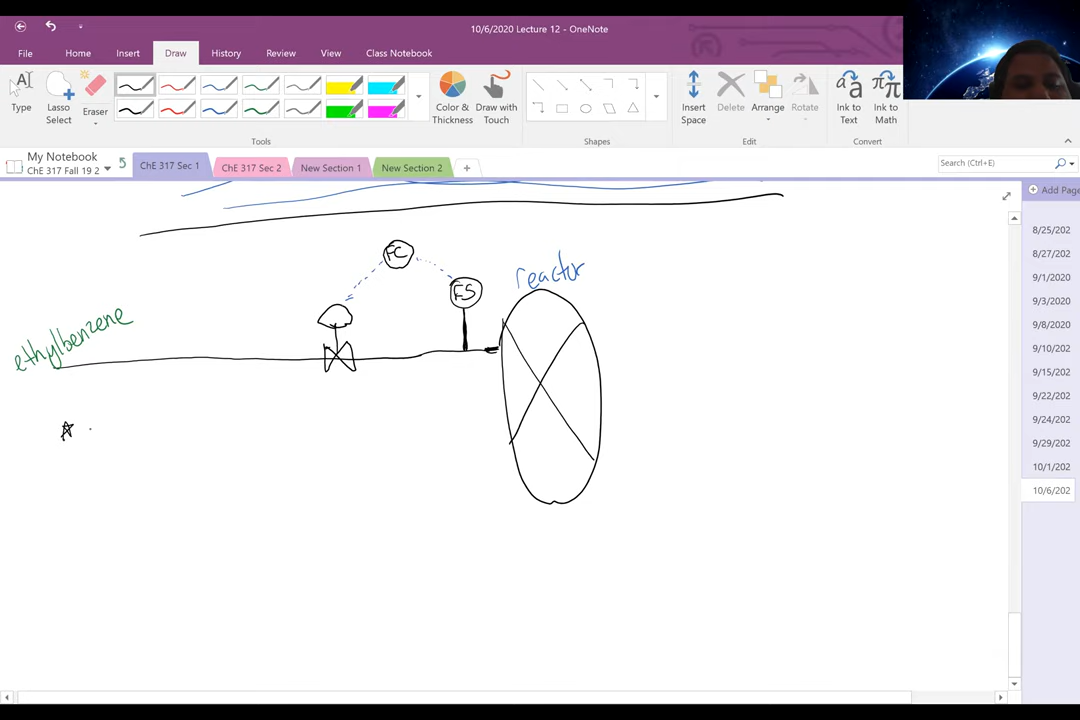 10/6/2020 Lecture 12 - OneNote
File Home Insert Draw History Review View Class Notebook
Type
Lasso Select
Eraser
Color & Thickness
Draw with Touch
Insert Space
Delete
Arrange
Rotate
Ink to Text
Ink to Math
Tools
Shapes
Edit
Convert
My Notebook
ChE 317 Fall 19 2
ChE 317 Sec 1
ChE 317 Sec 2
New Section 1
New Section 2
Search (Ctrl+E)
Add Page
8/25/202
8/27/202
9/1/2020
9/3/2020
9/8/2020
9/10/202
9/15/202
9/22/202
9/24/202
9/29/202
10/1/202
10/6/202
FC
reactor
FS
ethylbenzene